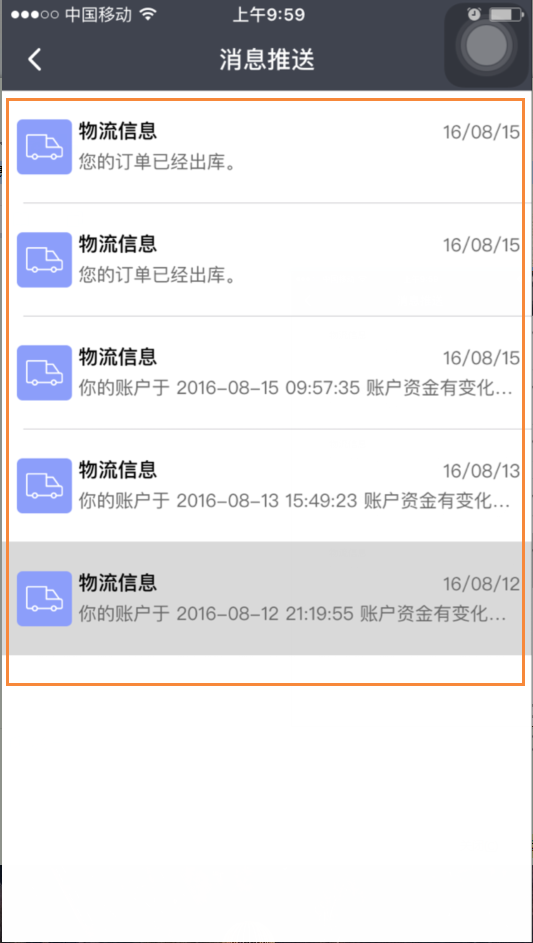 中国移动 上午9:59
消息推送
物流信息 16/08/15
您的订单已经出库。
物流信息 16/08/15
您的订单已经出库。
物流信息 16/08/15
你的账户于 2016-08-15 09:57:35 账户资金有变化...
物流信息 16/08/13
你的账户于 2016-08-13 15:49:23 账户资金有变化...
物流信息 16/08/12
你的账户于 2016-08-12 21:19:55 账户资金有变化...